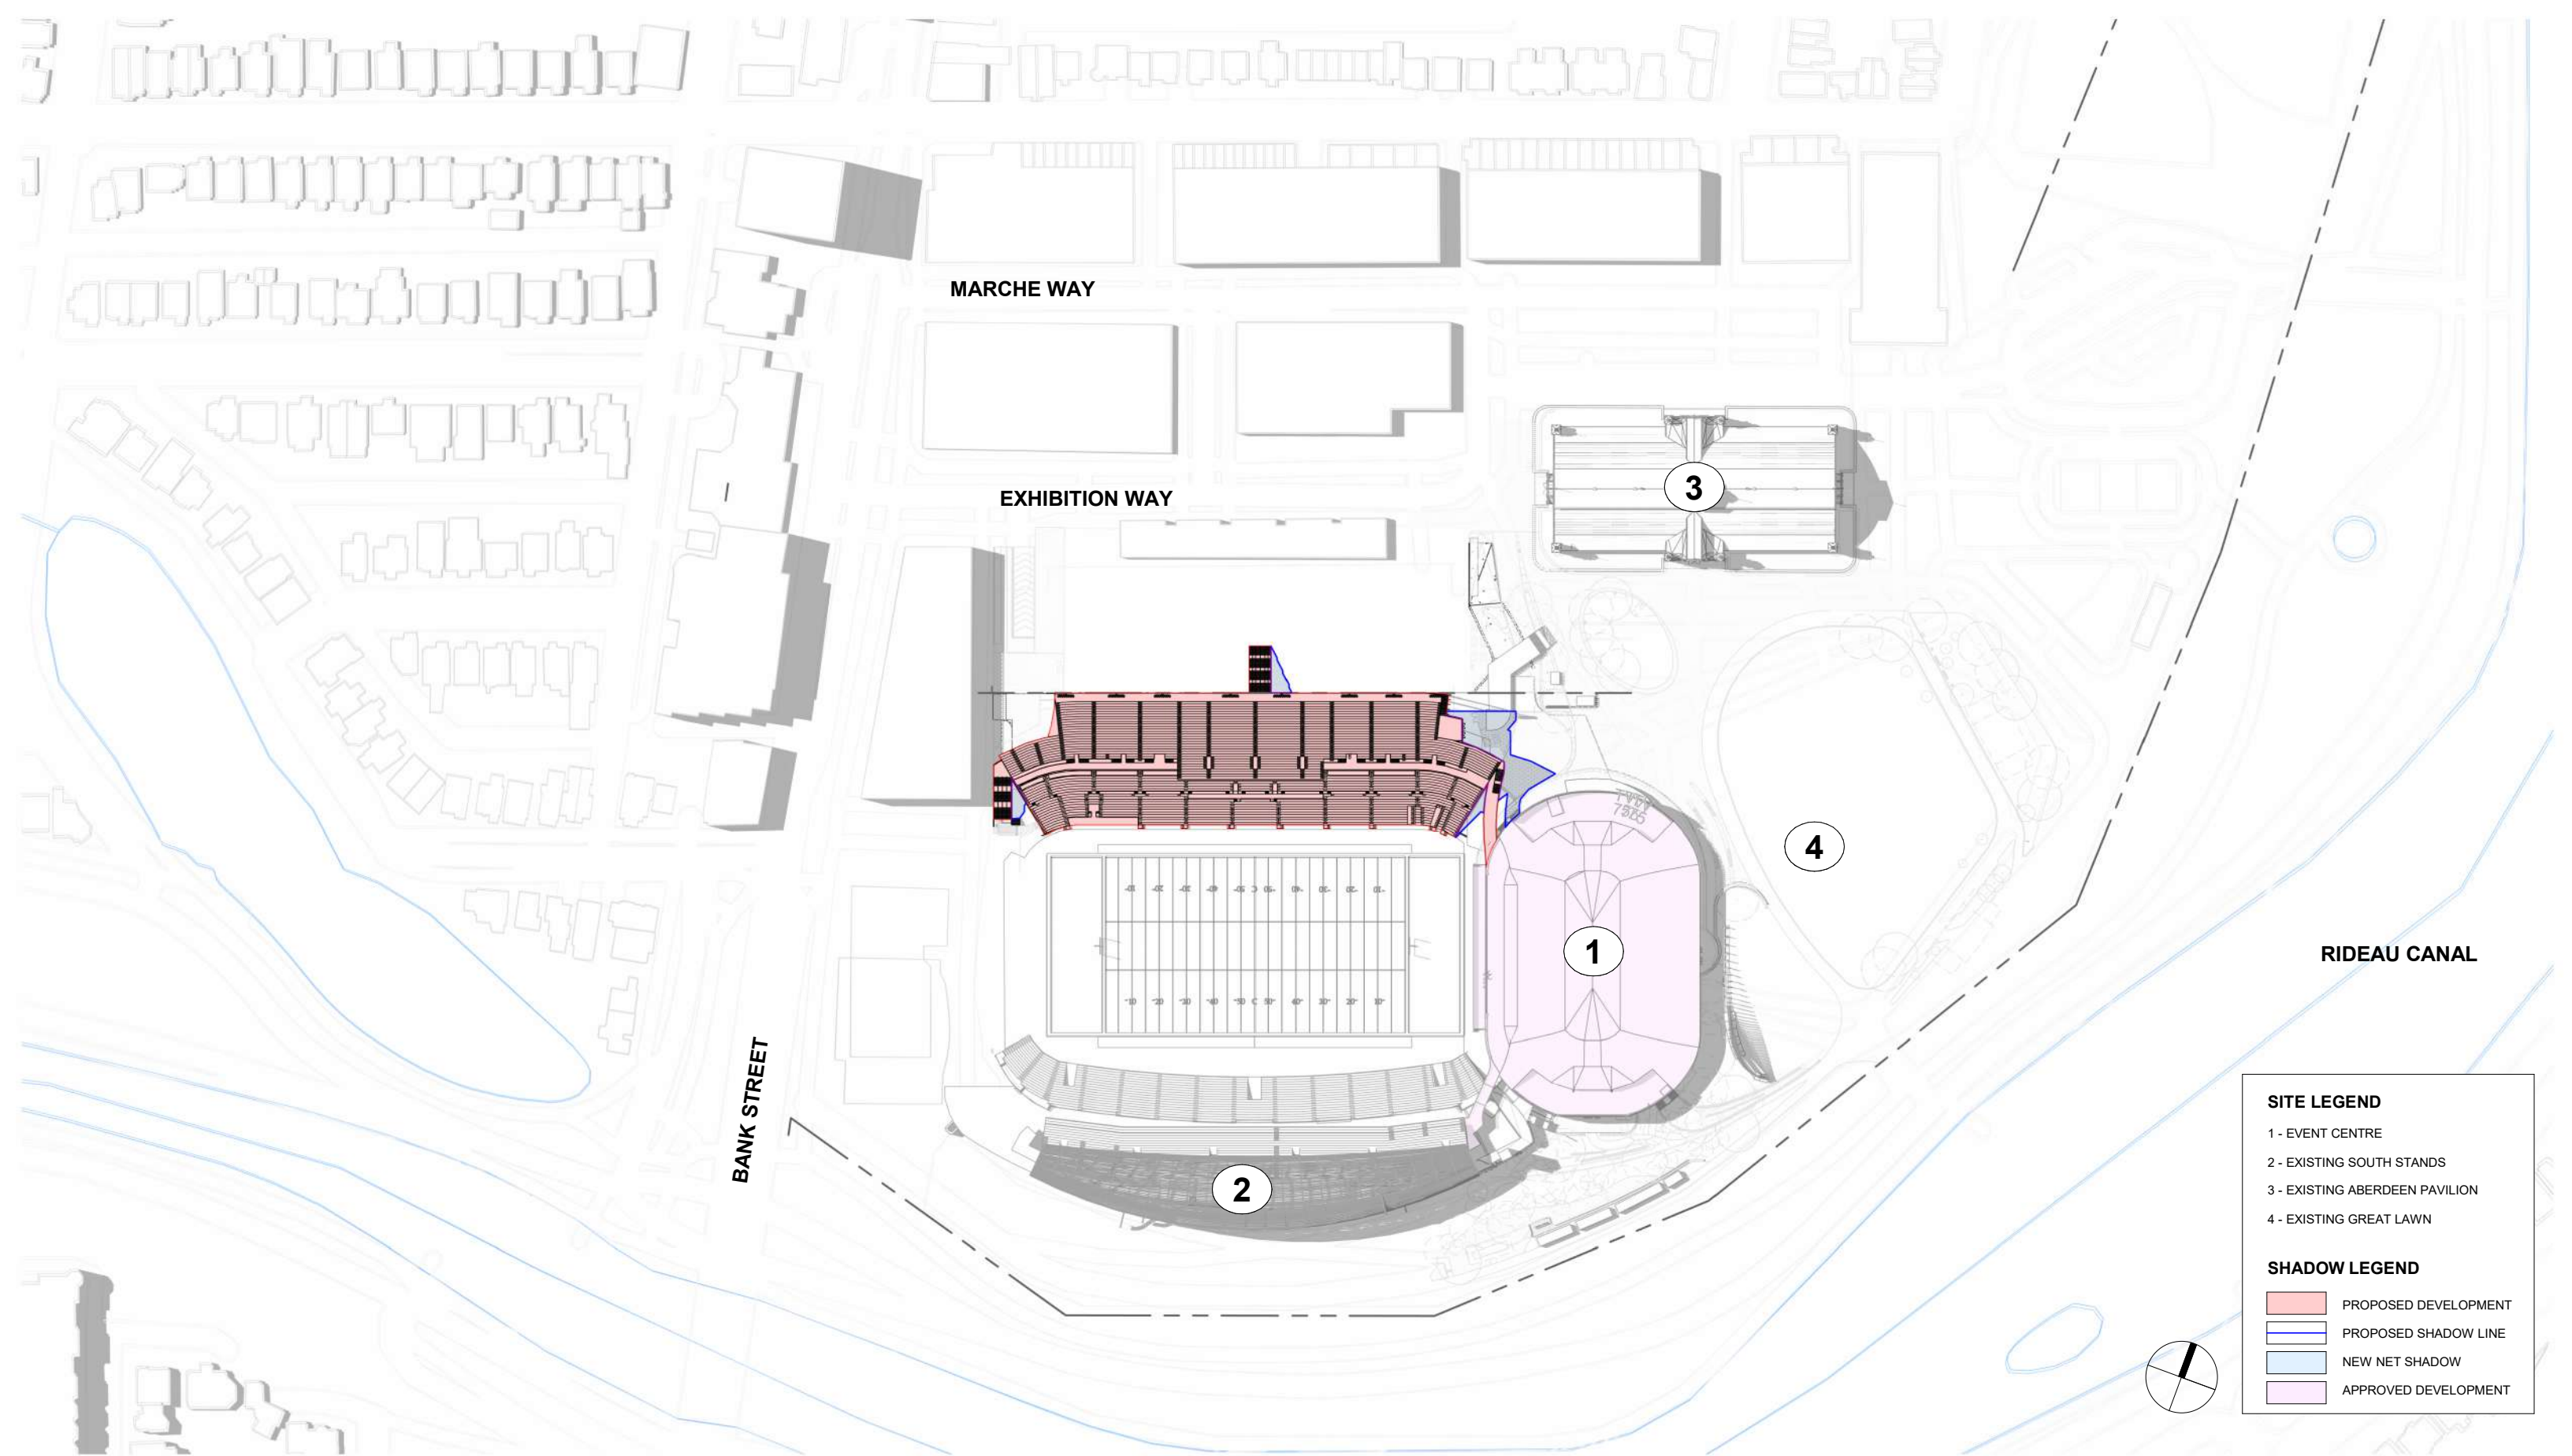 MARCHE WAY
EXHIBITION WAY
3
4
1
RIDEAU CANAL
BANK STREET
2
SITE LEGEND
1 - EVENT CENTRE
2 - EXISTING SOUTH STANDS
3 - EXISTING ABERDEEN PAVILION
4 - EXISTING GREAT LAWN
SHADOW LEGEND
PROPOSED DEVELOPMENT
PROPOSED SHADOW LINE
NEW NET SHADOW
APPROVED DEVELOPMENT